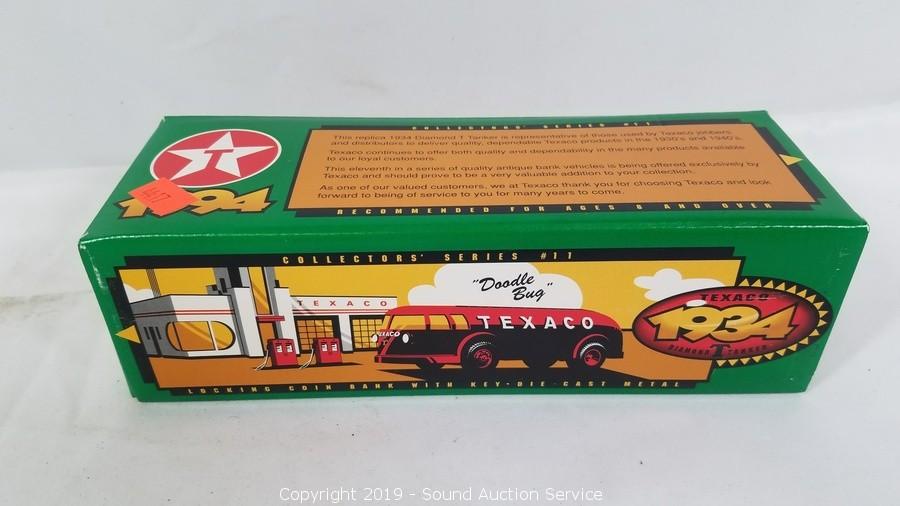 COLLECTORS' SERIES #11
T
This replica 1934 Diamond T Tanker is representative of those used by Texaco jobbers
and distributors to deliver quality, dependable Texaco products in the 1930's and 1940's.
Texaco continues to offer both quality and dependability in the many products available
to our loyal customers.
This eleventh in a series of quality antique bank vehicles is being offered exclusively by
Texaco and should prove to be a very valuable addition to your collection.
As one of our valued customers, we at Texaco thank you for choosing Texaco and look
forward to being of service to you for many years to come.
1994
RECOMMENDED FOR AGES 8 AND OVER
COLLECTORS' SERIES #11
"Doodle
Bug"
TEXACO
TEXACO
TEXACO
TEXACO
1934
DIAMOND T TANKER
LOCKING COIN BANK WITH KEY·DIE-CAST METAL
Copyright 2019 - Sound Auction Service